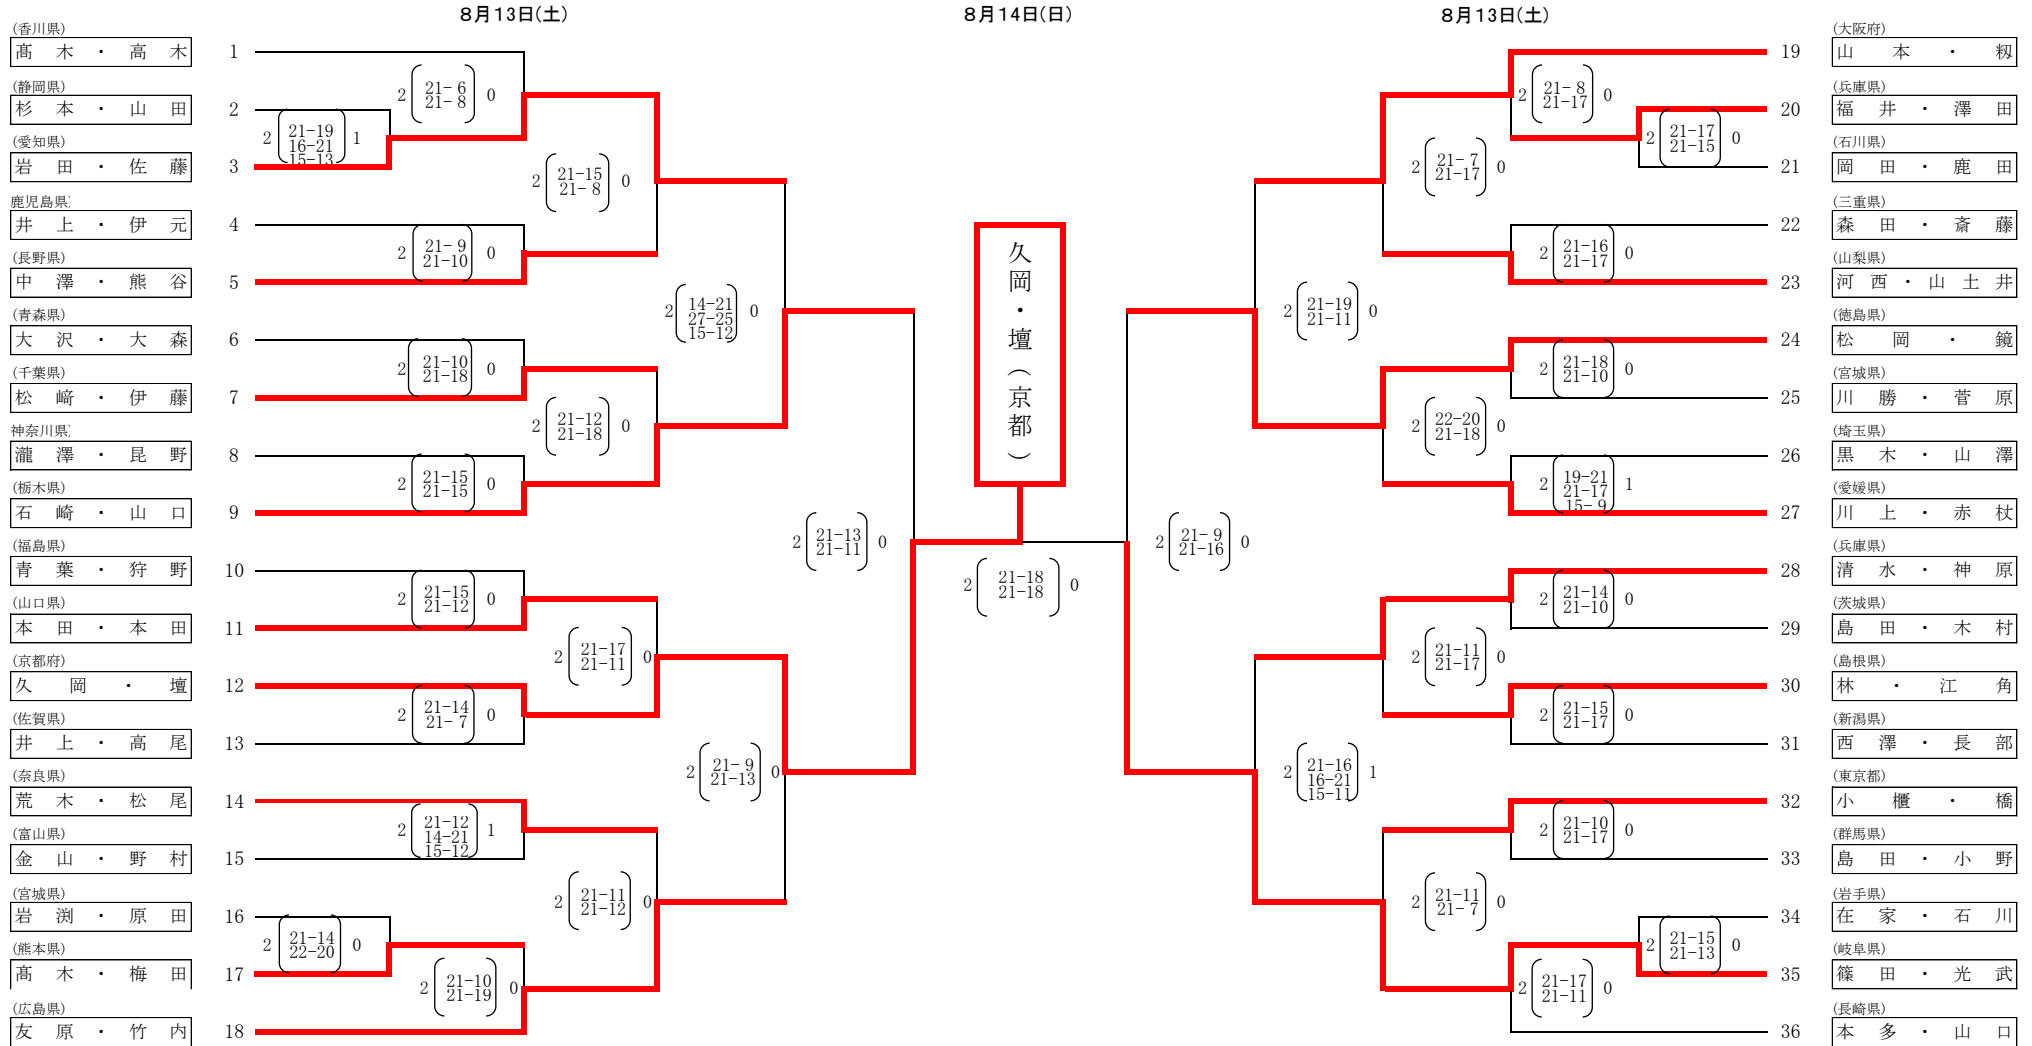 8月13日(土)
8月14日(日)
8月13日(土)
(香川県)
髙木・高木 1
(静岡県)
杉本・山田 2
(愛知県)
岩田・佐藤 3
鹿児島県
井上・伊元 4
(長野県)
中澤・熊谷 5
(青森県)
大沢・大森 6
(千葉県)
松﨑・伊藤 7
神奈川県
瀧澤・昆野 8
(栃木県)
石崎・山口 9
(福島県)
青葉・狩野 10
(山口県)
本田・本田 11
(京都府)
久岡・壇 12
(佐賀県)
井上・高尾 13
(奈良県)
荒木・松尾 14
(富山県)
金山・野村 15
(宮城県)
岩渕・原田 16
(熊本県)
髙木・梅田 17
(広島県)
友原・竹内 18
2 21-19 1
16-21
15-13
2 21-14 0
22-20
2 21-6 0
21-8
2 21-9 0
21-10
2 21-10 0
21-18
2 21-15 0
21-15
2 21-15 0
21-12
2 21-14 0
21-7
2 21-12 1
14-21
15-12
2 21-10 0
21-19
2 21-15 0
21-8
2 21-12 0
21-18
2 21-17 0
21-11
2 21-11 0
21-12
2 14-21 0
27-25
15-12
2 21-9 0
21-13
2 21-13 0
21-11
久岡・壇(京都)
2 21-18 0
21-18
2 21-9 0
21-16
2 21-19 0
21-11
2 21-16 1
16-21
15-11
2 21-7 0
21-17
2 22-20 0
21-18
2 21-11 0
21-17
2 21-11 0
21-7
2 21-8 0
21-17
2 21-16 0
21-17
2 21-18 0
21-10
2 19-21 1
21-17
15-9
2 21-14 0
21-10
2 21-15 0
21-17
2 21-10 0
21-17
2 21-17 0
21-11
2 21-17 0
21-15
2 21-15 0
21-13
(大阪府)
19 山本・籾
(兵庫県)
20 福井・澤田
(石川県)
21 岡田・鹿田
(三重県)
22 森田・斎藤
(山梨県)
23 河西・山土井
(徳島県)
24 松岡・鏡
(宮城県)
25 川勝・菅原
(埼玉県)
26 黒木・山澤
(愛媛県)
27 川上・赤杖
(兵庫県)
28 清水・神原
(茨城県)
29 島田・木村
(島根県)
30 林・江角
(新潟県)
31 西澤・長部
(東京都)
32 小櫃・橋
(群馬県)
33 島田・小野
(岩手県)
34 在家・石川
(岐阜県)
35 篠田・光武
(長崎県)
36 本多・山口